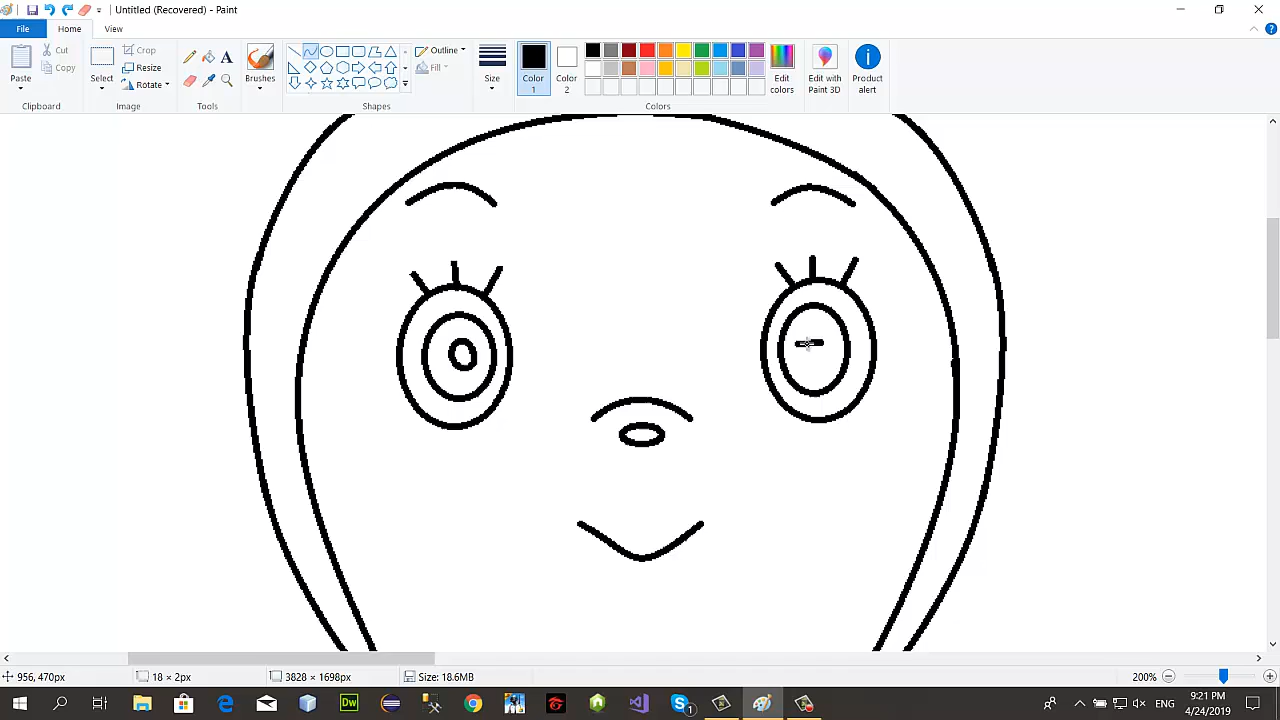 Untitled (Recovered) - Paint
File Home View
Cut
Copy
Paste
Clipboard
Crop
Resize
Rotate
Select
Image
Tools
Brushes
Outline
Fill
Shapes
Size
Color 1
Color 2
Edit colors
Colors
Edit with Paint 3D
Product alert
956, 470px
18 × 2px
3828 × 1698px
Size: 18.6MB
200%
Dw
1
ENG
9:21 PM
4/24/2019